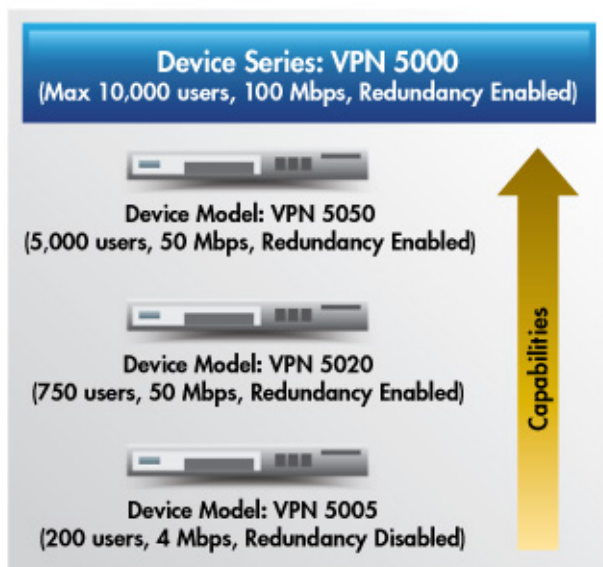 Device Series: VPN 5000
(Max 10,000 users, 100 Mbps, Redundancy Enabled)
Device Model: VPN 5050
(5,000 users, 50 Mbps, Redundancy Enabled)
Device Model: VPN 5020
(750 users, 50 Mbps, Redundancy Enabled)
Device Model: VPN 5005
(200 users, 4 Mbps, Redundancy Disabled)
Capabilities